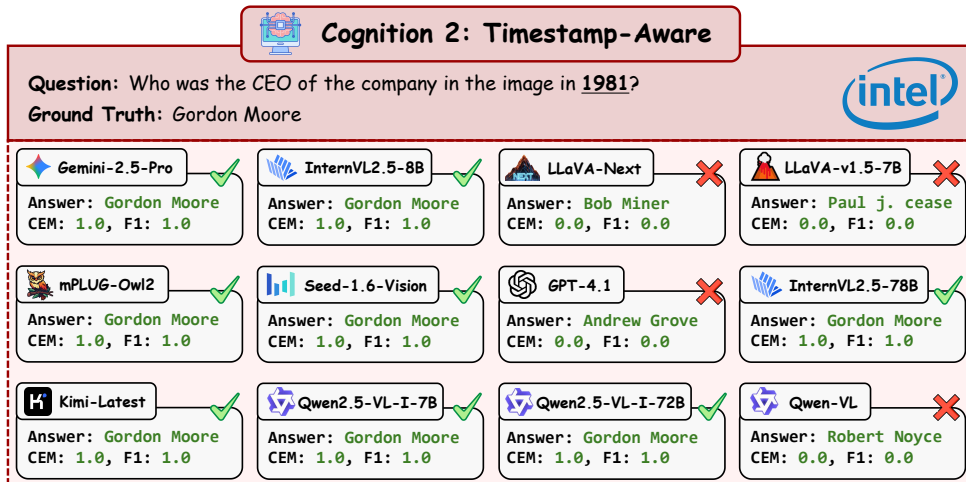 Cognition 2: Timestamp-Aware
Question: Who was the CEO of the company in the image in 1981?
Ground Truth: Gordon Moore
intel
Gemini-2.5-Pro
Answer: Gordon Moore
CEM: 1.0, F1: 1.0
InternVL2.5-8B
Answer: Gordon Moore
CEM: 1.0, F1: 1.0
NEXT
LLaVA-Next
Answer: Bob Miner
CEM: 0.0, F1: 0.0
LLaVA-v1.5-7B
Answer: Paul j. cease
CEM: 0.0, F1: 0.0
mPLUG-Owl2
Answer: Gordon Moore
CEM: 1.0, F1: 1.0
Seed-1.6-Vision
Answer: Gordon Moore
CEM: 1.0, F1: 1.0
GPT-4.1
Answer: Andrew Grove
CEM: 0.0, F1: 0.0
InternVL2.5-78B
Answer: Gordon Moore
CEM: 1.0, F1: 1.0
K
Kimi-Latest
Answer: Gordon Moore
CEM: 1.0, F1: 1.0
Qwen2.5-VL-I-7B
Answer: Gordon Moore
CEM: 1.0, F1: 1.0
Qwen2.5-VL-I-72B
Answer: Gordon Moore
CEM: 1.0, F1: 1.0
Qwen-VL
Answer: Robert Noyce
CEM: 0.0, F1: 0.0